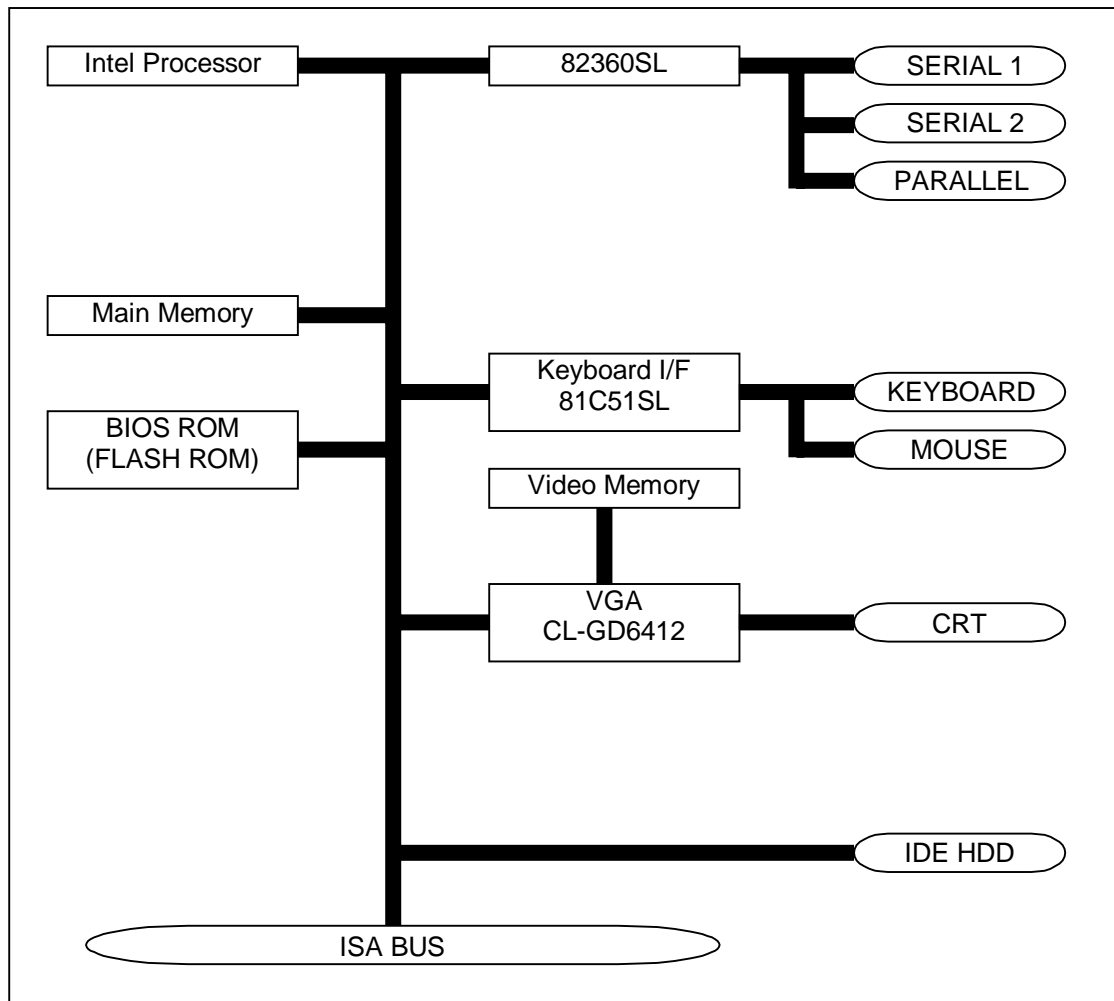 Intel Processor
82360SL
SERIAL 1
SERIAL 2
PARALLEL
Main Memory
Keyboard I/F
81C51SL
KEYBOARD
BIOS ROM
(FLASH ROM)
MOUSE
Video Memory
VGA
CL-GD6412
CRT
IDE HDD
ISA BUS